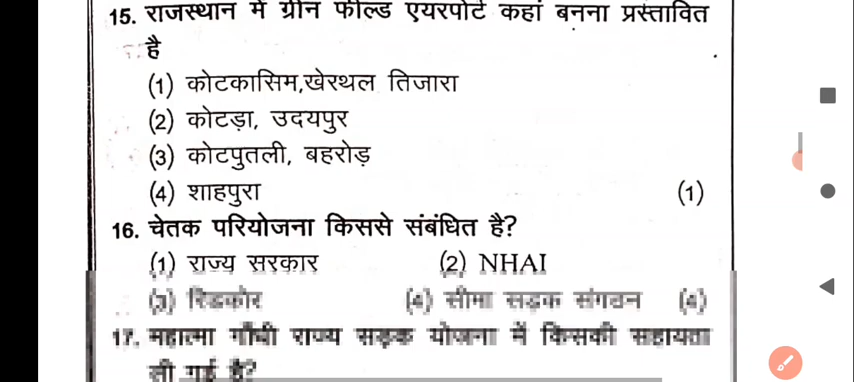 15. राजस्थान में ग्रीन फील्ड एयरपोर्ट कहां बनना प्रस्तावित
है
(1) कोटकासिम,खेरथल तिजारा
(2) कोटड़ा, उदयपुर
(3) कोटपुतली, बहरोड़
(4) शाहपुरा (1)
16. चेतक परियोजना किससे संबंधित है?
(1) राज्य सरकार (2) NHAI
(3) रिडकोर (4) सीमा सड़क संगठन (4)
17. महात्मा गाँधी राज्य सड़क योजना में किसकी सहायता
ली गई है?